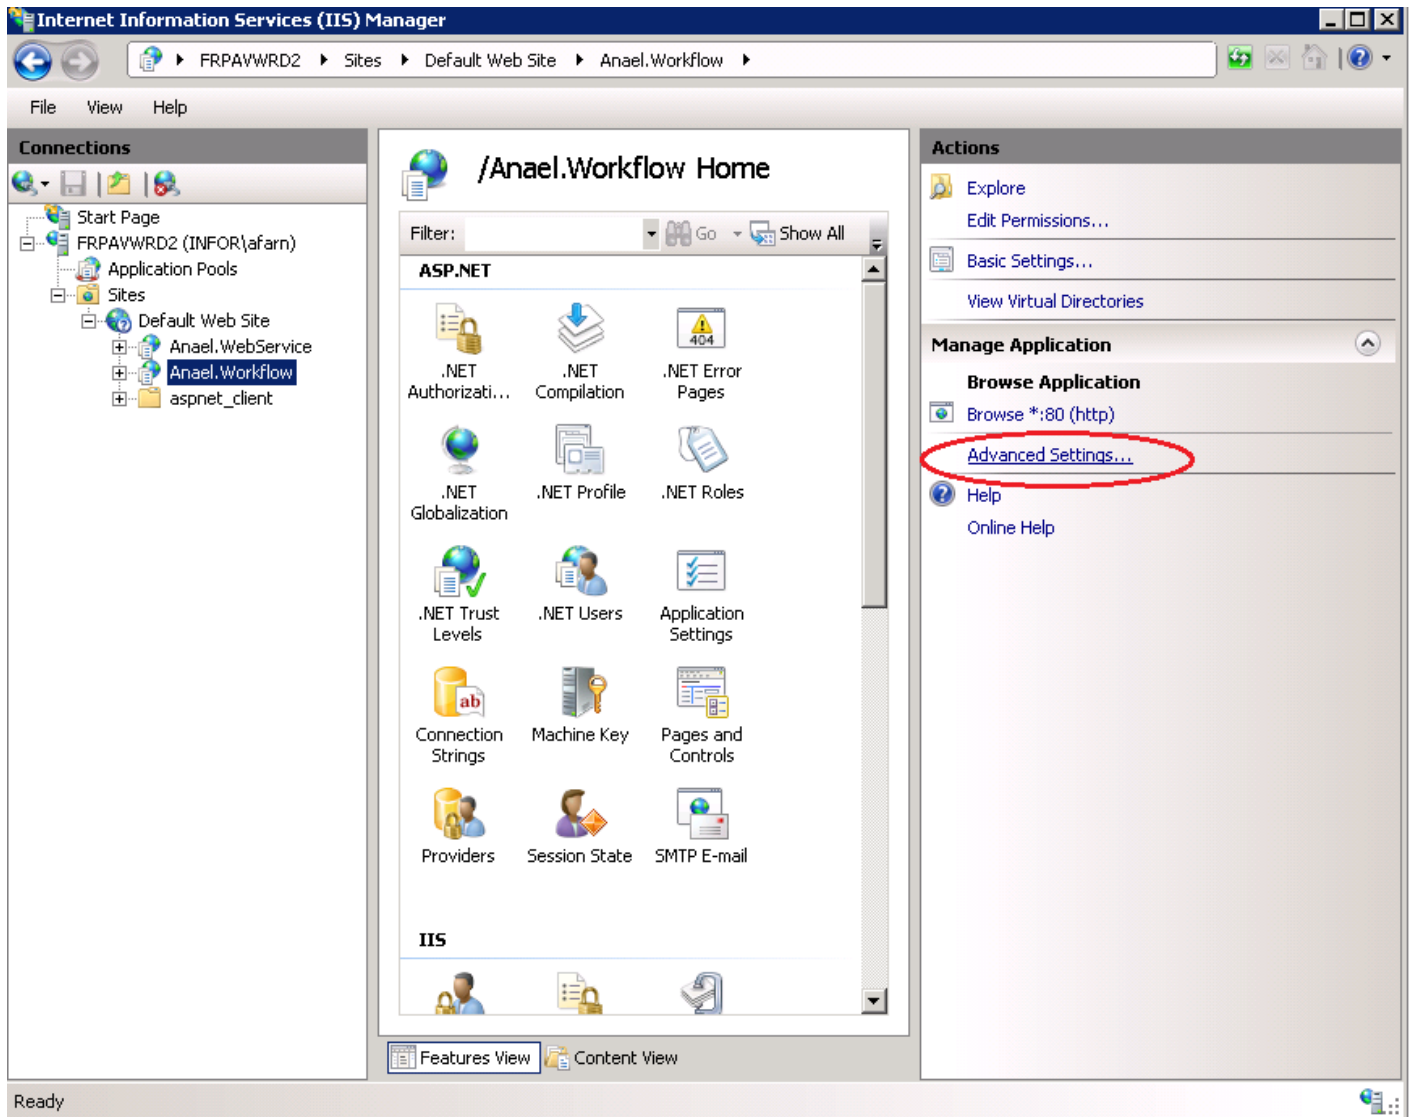 Internet Information Services (IIS) Manager
FRPAVWRD2 Sites Default Web Site Anael.Workflow
File View Help
Connections
Start Page
FRPAVWRD2 (INFOR\afarn)
Application Pools
Sites
Default Web Site
Anael.WebService
Anael.Workflow
aspnet_client
/Anael.Workflow Home
Filter: Go Show All
ASP.NET
.NET Authorizati...
.NET Compilation
404
.NET Error Pages
.NET Globalization
.NET Profile
.NET Roles
.NET Trust Levels
.NET Users
Application Settings
ab
Connection Strings
Machine Key
Pages and Controls
Providers
Session State
SMTP E-mail
IIS
Features View Content View
Actions
Explore
Edit Permissions...
Basic Settings...
View Virtual Directories
Manage Application
Browse Application
Browse *:80 (http)
Advanced Settings...
Help
Online Help
Ready